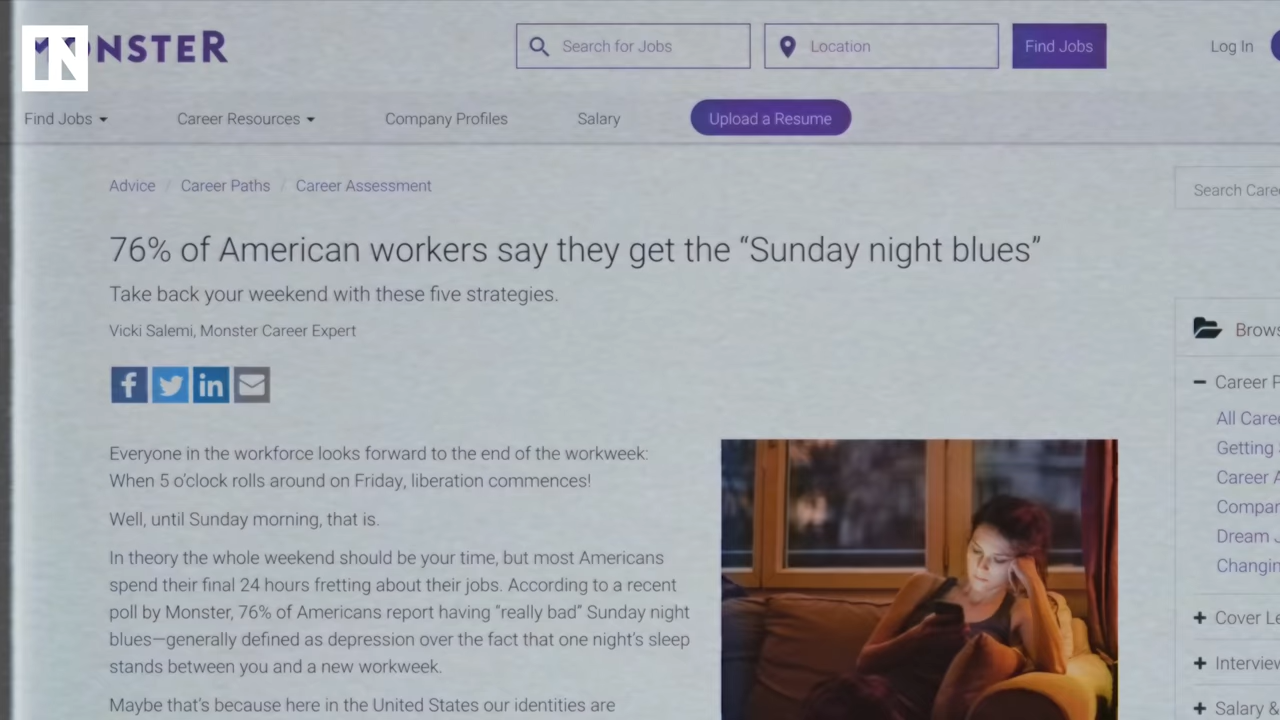 MONSTER
Search for Jobs
Location
Find Jobs
Log In
Find Jobs
Career Resources
Company Profiles
Salary
Upload a Resume
Advice / Career Paths / Career Assessment
Search
76% of American workers say they get the “Sunday night blues”
Take back your weekend with these five strategies.
Vicki Salemi, Monster Career Expert
Everyone in the workforce looks forward to the end of the workweek:
When 5 o’clock rolls around on Friday, liberation commences!
Well, until Sunday morning, that is.
In theory the whole weekend should be your time, but most Americans
spend their final 24 hours fretting about their jobs. According to a recent
poll by Monster, 76% of Americans report having “really bad” Sunday night
blues—generally defined as depression over the fact that one night’s sleep
stands between you and a new workweek.
Maybe that’s because here in the United States our identities are
Career
All
Getting
Career
Dream
Cover
Salary &